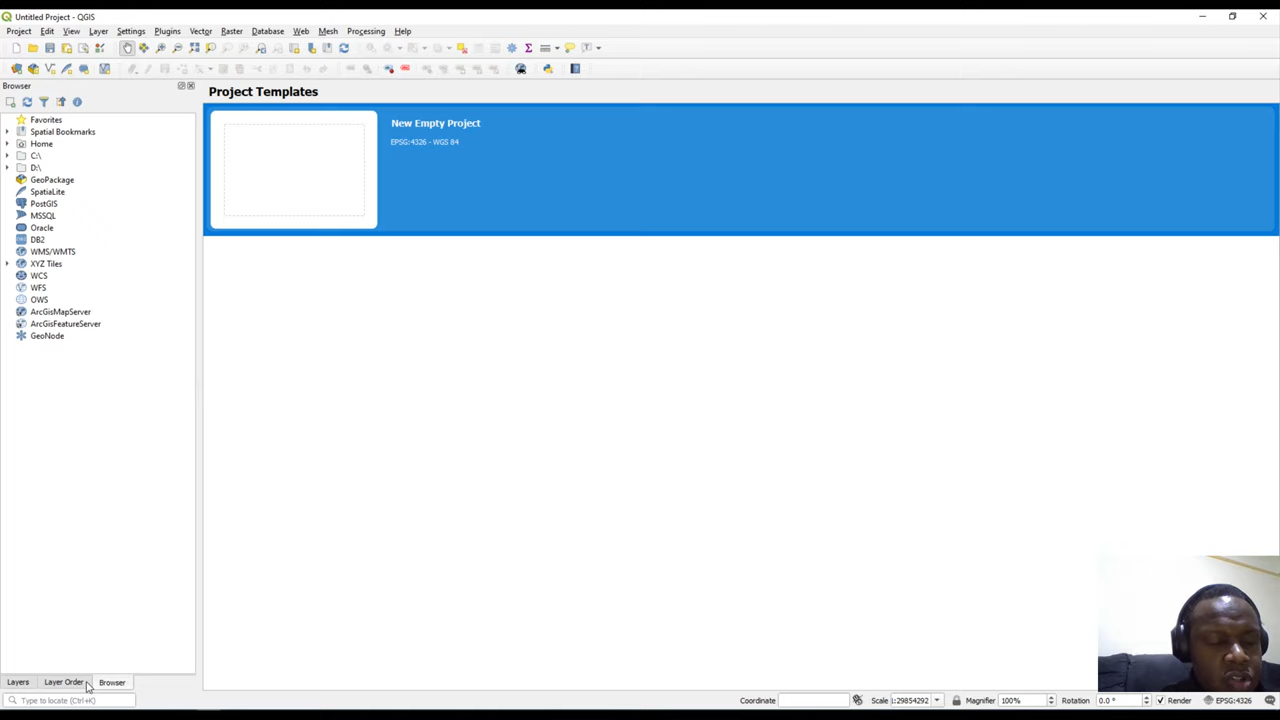 Untitled Project - QGIS
Project Edit View Layer Settings Plugins Vector Raster Database Web Mesh Processing Help
Browser
Favorites
Spatial Bookmarks
Home
C:\
D:\
GeoPackage
SpatiaLite
PostGIS
MSSQL
Oracle
DB2
WMS/WMTS
XYZ Tiles
WCS
WFS
OWS
ArcGisMapServer
ArcGisFeatureServer
GeoNode
Project Templates
New Empty Project
EPSG:4326 - WGS 84
Layers Layer Order Browser
Type to locate (Ctrl+K)
Coordinate Scale 1:29854292 Magnifier 100% Rotation 0.0 ° Render EPSG:4326